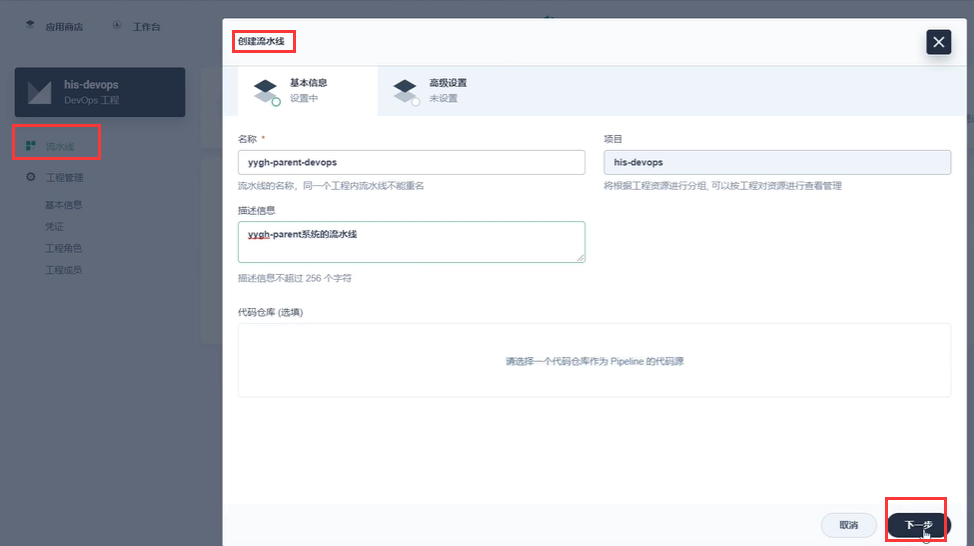 应用商店
工作台
his-devops
DevOps 工程
流水线
工程管理
基本信息
凭证
工程角色
工程成员
创建流水线
基本信息
设置中
高级设置
未设置
名称 *
yygh-parent-devops
流水线的名称，同一个工程内流水线不能重名
项目
his-devops
将根据工程资源进行分组, 可以按工程对资源进行查看管理
描述信息
yygh-parent系统的流水线
描述信息不超过 256 个字符
代码仓库 (选填)
请选择一个代码仓库作为 Pipeline 的代码源
取消
下一步